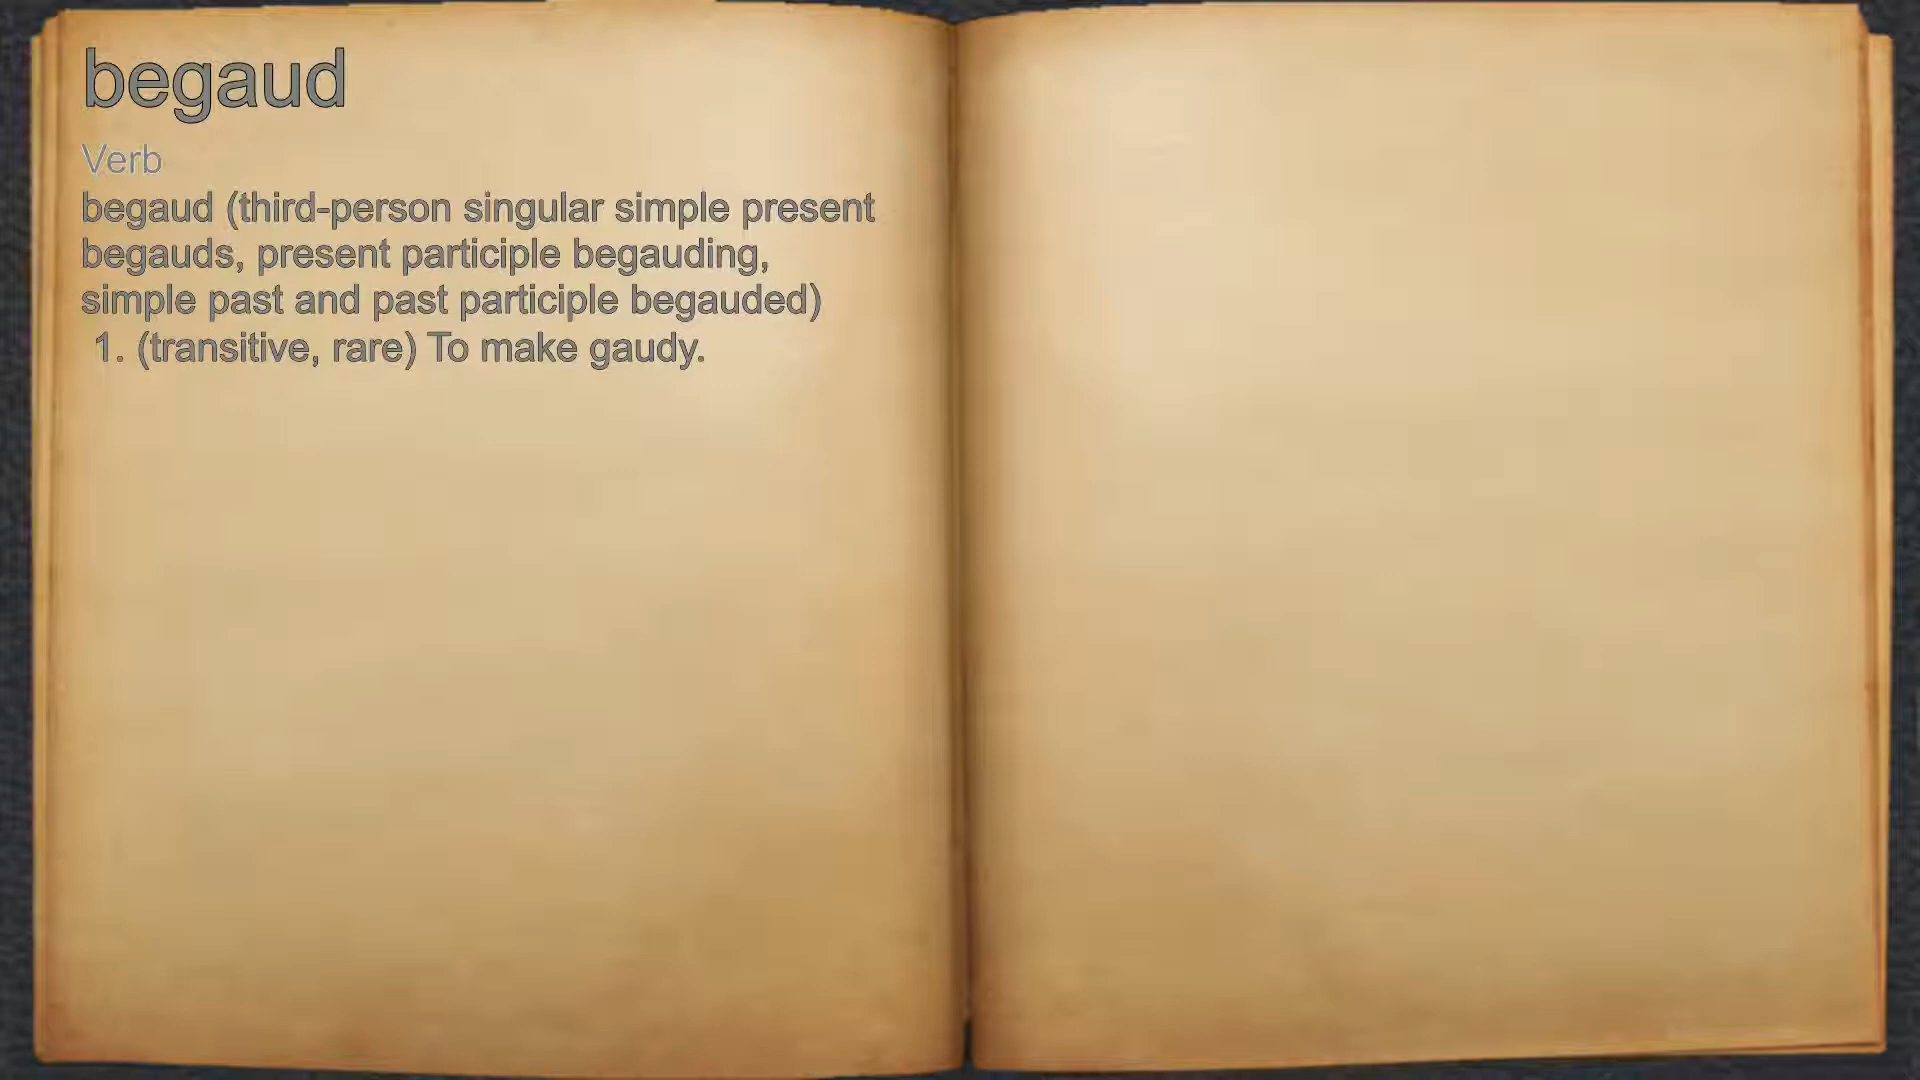 begaud
Verb
begaud (third-person singular simple present
begauds, present participle begauding,
simple past and past participle begauded)
1. (transitive, rare) To make gaudy.